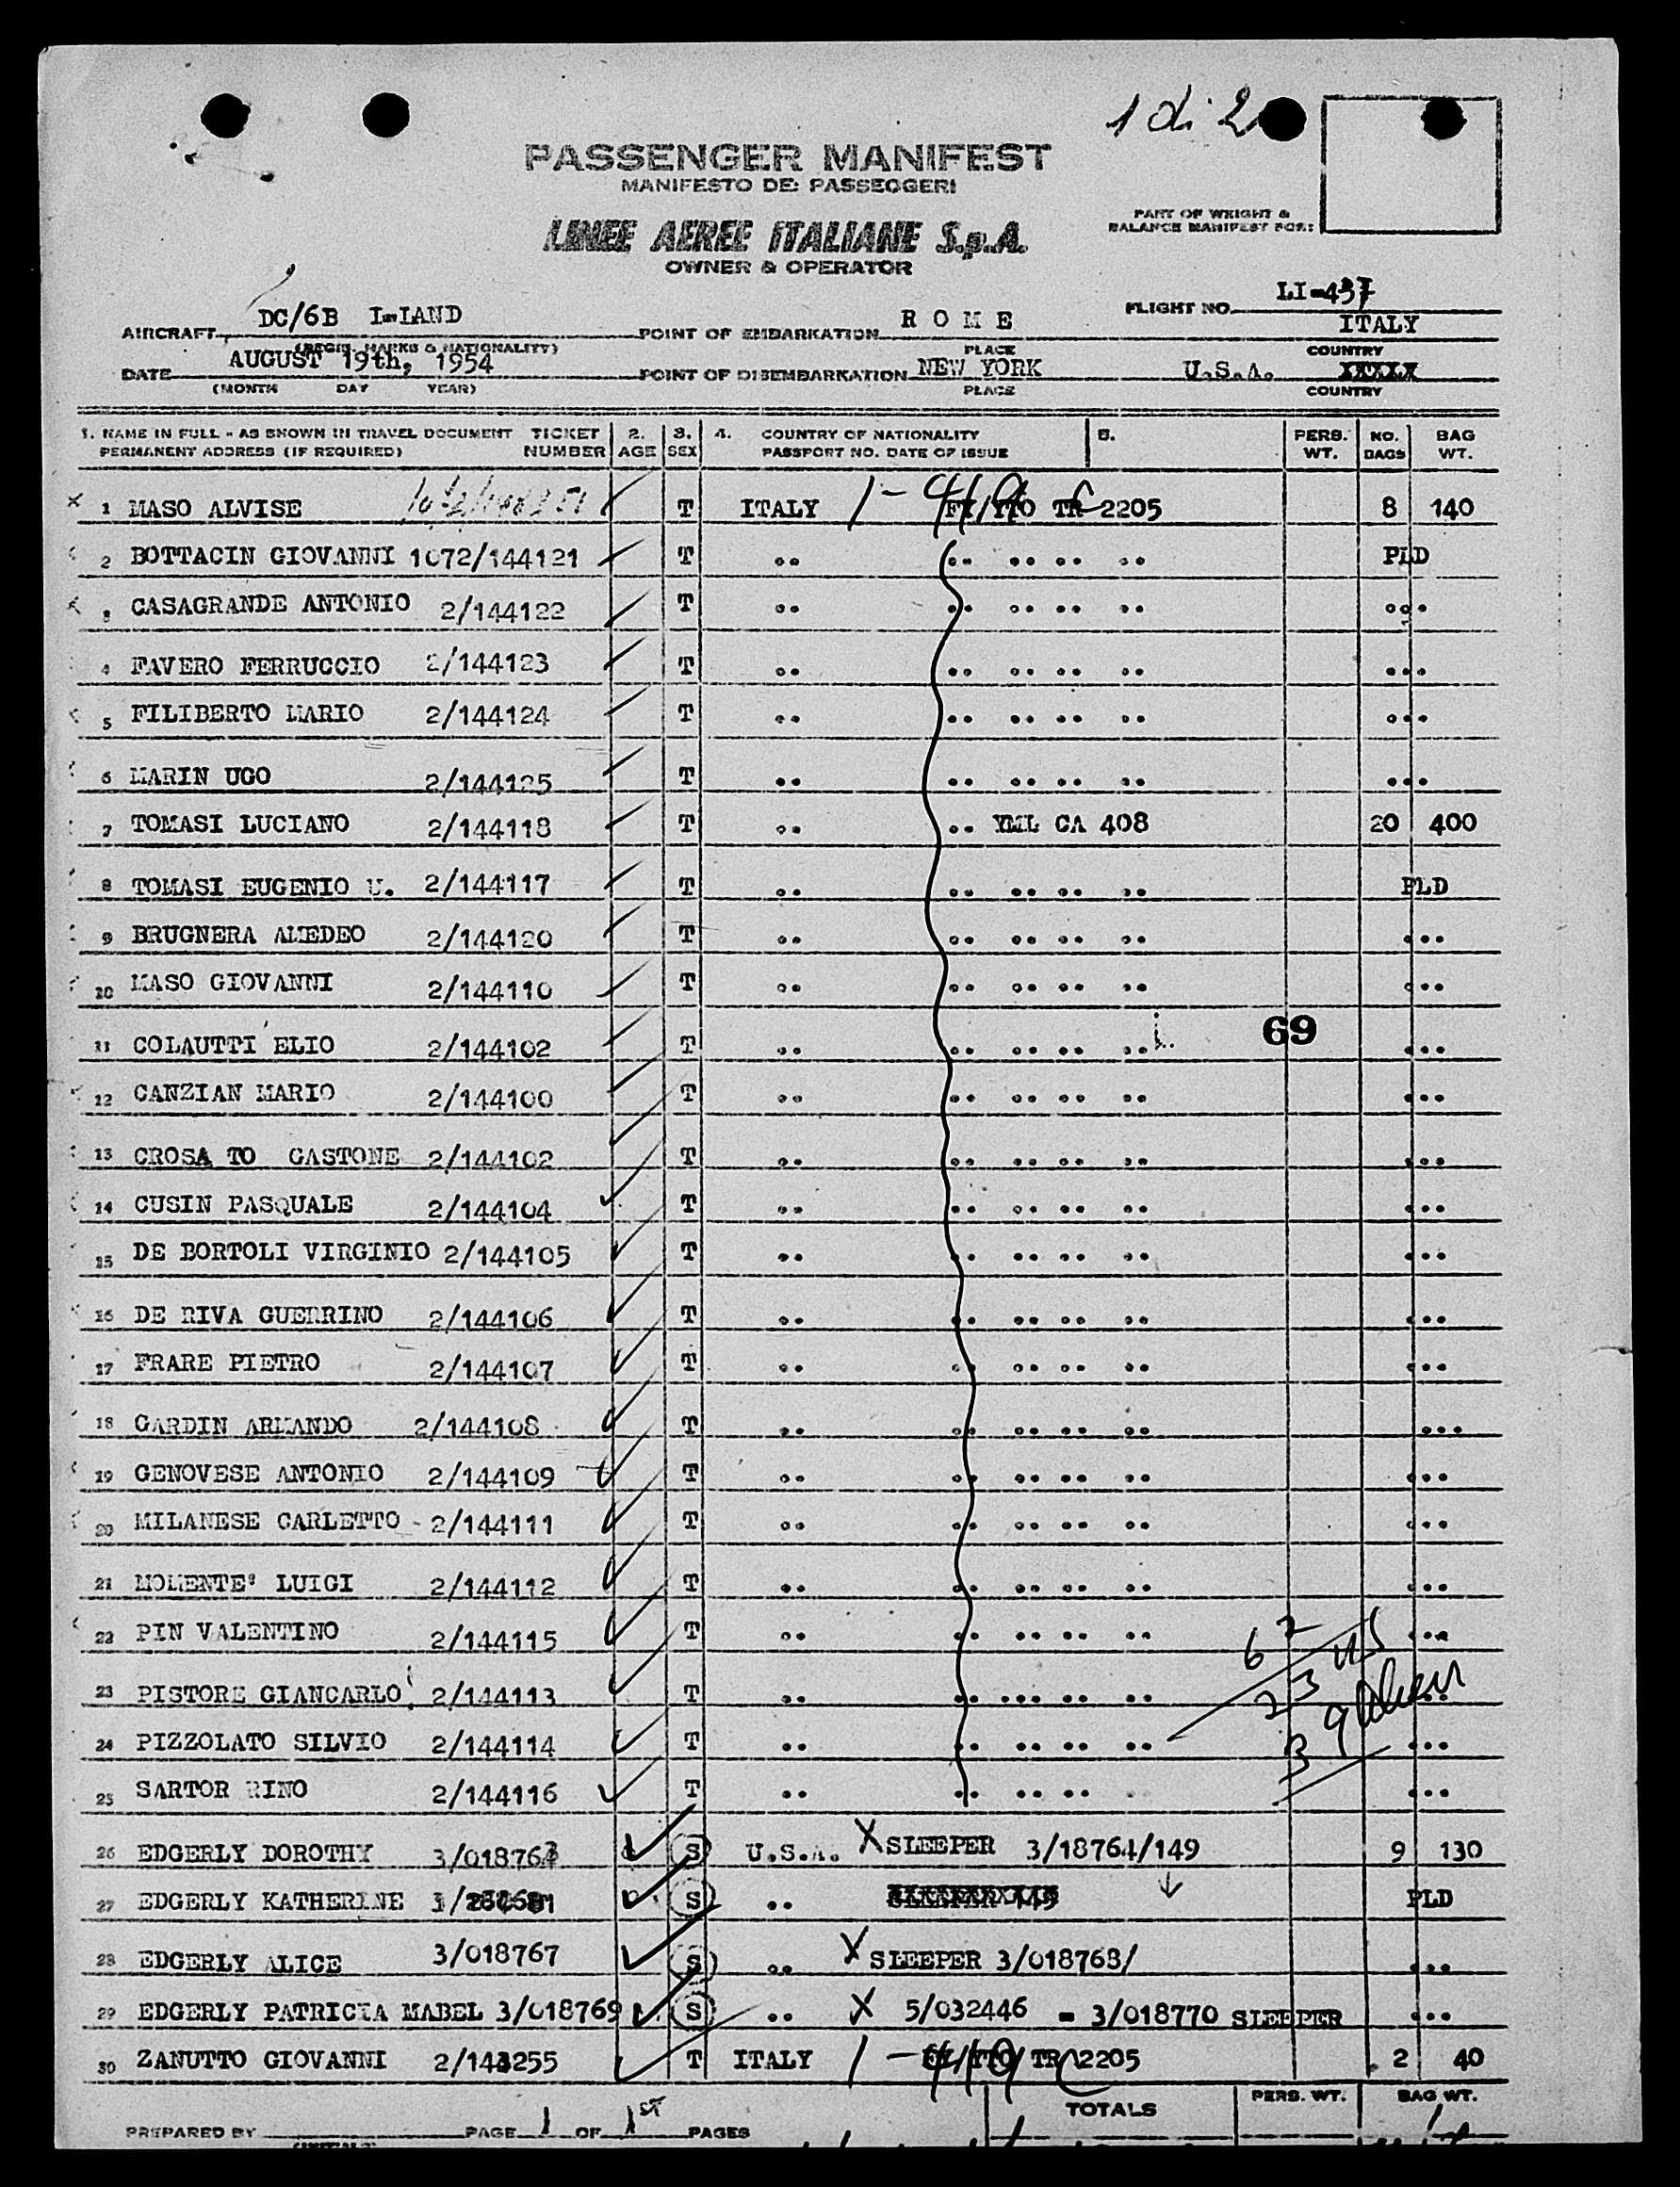 1 di 2
PASSENGER MANIFEST
MANIFESTO DEI PASSEGGERI
LINEE AEREE ITALIANE S.p.A.
OWNER & OPERATOR
PART OF WEIGHT &
BALANCE MANIFEST FOR:
AIRCRAFT DC/6B I-IAND POINT OF EMBARKATION R O M E FLIGHT NO. LI-437 ITALY
(REGIS. MARKS & NATIONALITY) PLACE COUNTRY
DATE AUGUST 19th, 1954 POINT OF DISEMBARKATION NEW YORK U.S.A.
(MONTH DAY YEAR) PLACE COUNTRY
1. NAME IN FULL - AS SHOWN IN TRAVEL DOCUMENT TICKET 2. 3. 4. COUNTRY OF NATIONALITY 5. PERS. NO. BAG
PERMANENT ADDRESS (IF REQUIRED) NUMBER AGE SEX PASSPORT NO. DATE OF ISSUE WT. BAGS WT.
1 MASO ALVISE T ITALY TR 2205 8 140
2 BOTTACIN GIOVANNI 1072/144121 T .. .. .. .. .. PLD
3 CASAGRANDE ANTONIO 2/144122 T .. .. .. .. .. ...
4 FAVERO FERRUCCIO 2/144123 T .. .. .. .. .. ...
5 FILIBERTO MARIO 2/144124 T .. .. .. .. .. ...
6 MARIN UGO 2/144125 T .. .. .. .. .. ...
7 TOMASI LUCIANO 2/144118 T .. .. YML CA 408 20 400
8 TOMASI EUGENIO U. 2/144117 T .. .. .. .. .. PLD
9 BRUGNERA AMEDEO 2/144120 T .. .. .. .. .. ...
10 MASO GIOVANNI 2/144110 T .. .. .. .. .. ...
11 COLAUTTI ELIO 2/144102 T .. .. .. .. .. 69 ...
12 CANZIAN MARIO 2/144100 T .. .. .. .. .. ...
13 CROSA TO GASTONE 2/144102 T .. .. .. .. .. ...
14 CUSIN PASQUALE 2/144104 T .. .. .. .. .. ...
15 DE BORTOLI VIRGINIO 2/144105 T .. .. .. .. .. ...
16 DE RIVA GUERRINO 2/144106 T .. .. .. .. .. ...
17 FRARE PIETRO 2/144107 T .. .. .. .. .. ...
18 GARDIN ARMANDO 2/144108 T .. .. .. .. .. ...
19 GENOVESE ANTONIO 2/144109 T .. .. .. .. .. ...
20 MILANESE CARLETTO - 2/144111 T .. .. .. .. .. ...
21 MOMENTE' LUIGI 2/144112 T .. .. .. .. .. ...
22 PIN VALENTINO 2/144115 T .. .. .. .. .. ...
23 PISTORE GIANCARLO 2/144113 T .. .. ... .. .. ...
24 PIZZOLATO SILVIO 2/144114 T .. .. .. .. .. ...
25 SARTOR RINO 2/144116 T .. .. .. .. ...
26 EDGERLY DOROTHY 3/018763 S U.S.A. X SLEEPER 3/18764/149 9 130
27 EDGERLY KATHERINE S .. PLD
28 EDGERLY ALICE 3/018767 S .. X SLEEPER 3/018768/ ...
29 EDGERLY PATRICIA MABEL 3/018769 S .. X 5/032446 = 3/018770 SLEEPER ...
30 ZANUTTO GIOVANNI 2/143255 T ITALY TR 2205 2 40
TOTALS PERS. WT. BAG WT.
PREPARED BY PAGE 1 OF 1st PAGES